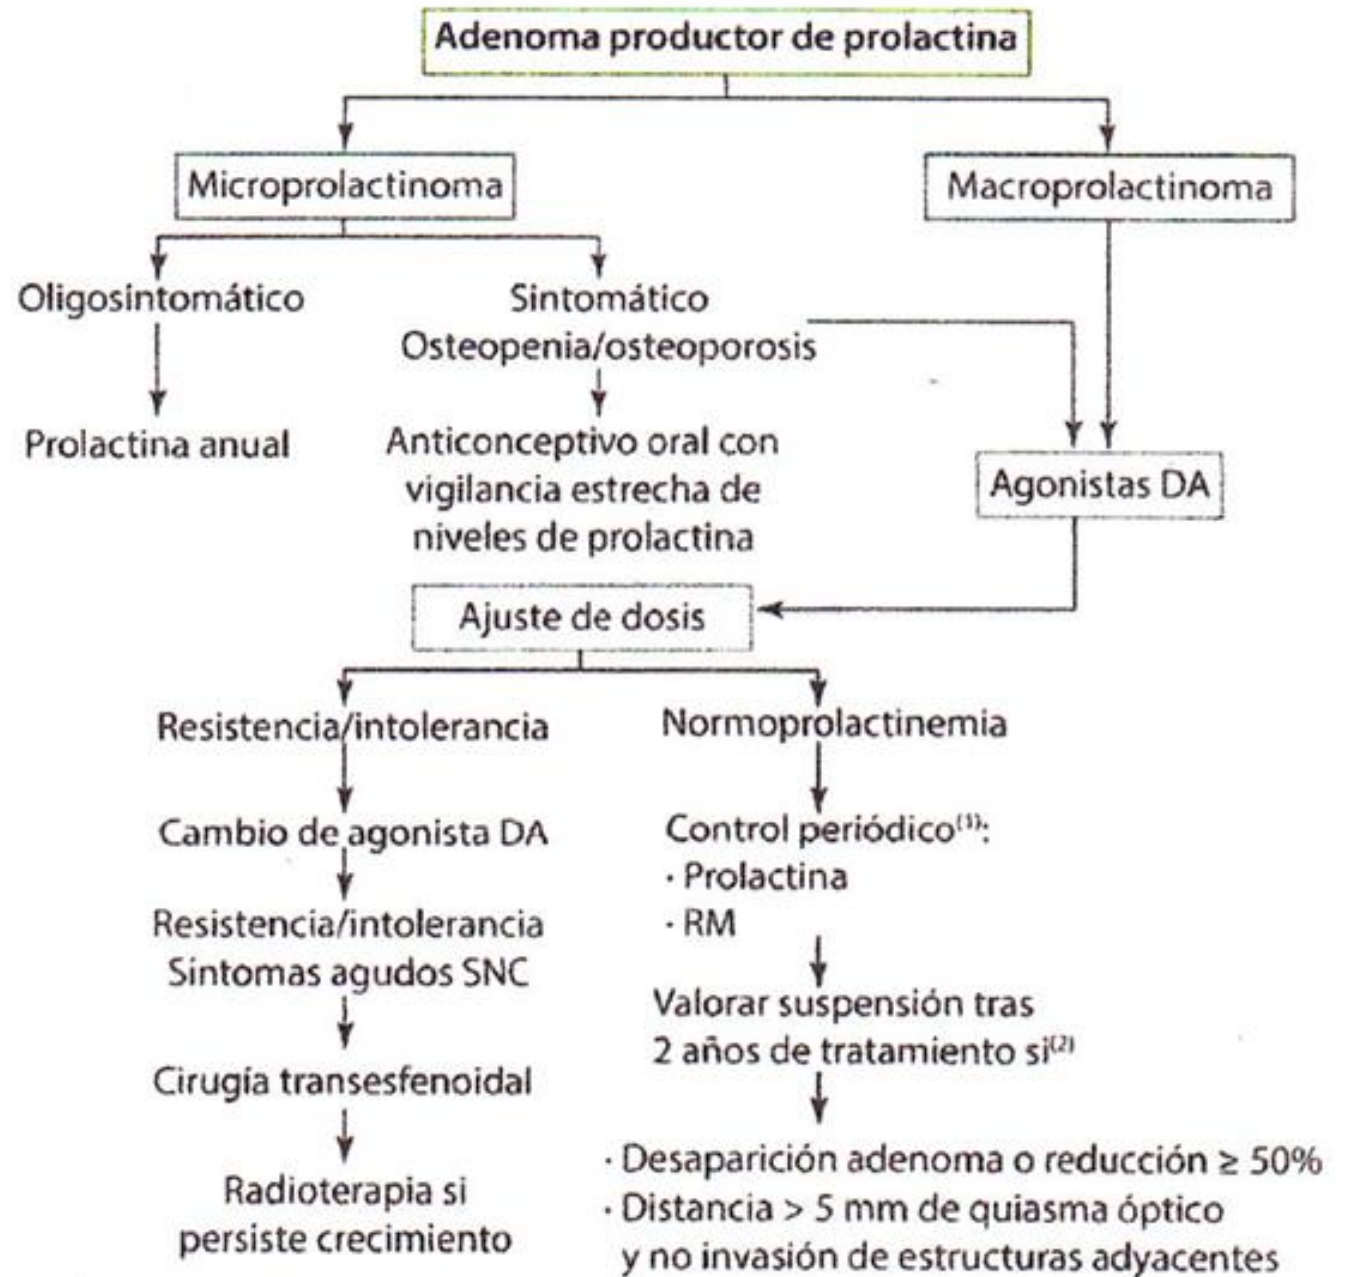 Adenoma productor de prolactina
Microprolactinoma
Macroprolactinoma
Oligosintomático
Sintomático
Osteopenia/osteoporosis
Prolactina anual
Anticonceptivo oral con
vigilancia estrecha de
niveles de prolactina
Agonistas DA
Ajuste de dosis
Resistencia/intolerancia
Normoprolactinemia
Cambio de agonista DA
Control periódico(1):
· Prolactina
· RM
Resistencia/intolerancia
Síntomas agudos SNC
Valorar suspensión tras
2 años de tratamiento si(2)
Cirugía transesfenoidal
Radioterapia si
persiste crecimiento
· Desaparición adenoma o reducción ≥ 50%
· Distancia > 5 mm de quiasma óptico
y no invasión de estructuras adyacentes